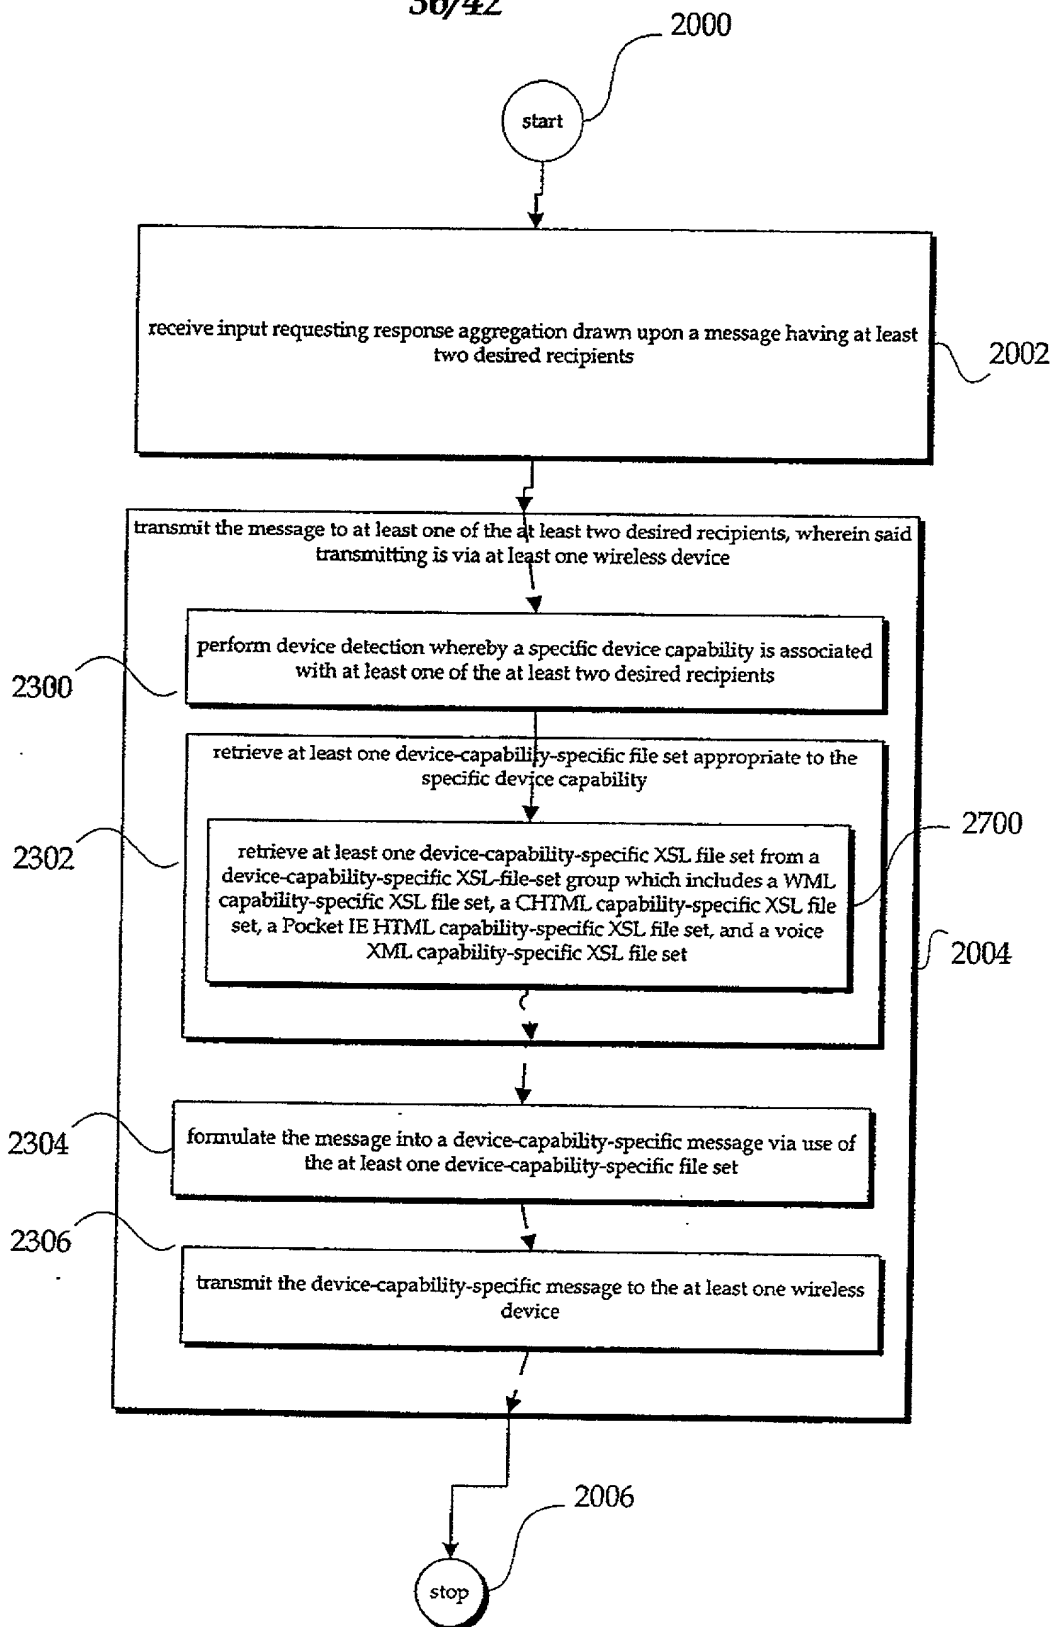 36/42
2000
start
receive input requesting response aggregation drawn upon a message having at least
two desired recipients
2002
transmit the message to at least one of the at least two desired recipients, wherein said
transmitting is via at least one wireless device
perform device detection whereby a specific device capability is associated
with at least one of the at least two desired recipients
2300
retrieve at least one device-capability-specific file set appropriate to the
specific device capability
2302
2700
retrieve at least one device-capability-specific XSL file set from a
device-capability-specific XSL-file-set group which includes a WML
capability-specific XSL file set, a CHTML capability-specific XSL file
set, a Pocket IE HTML capability-specific XSL file set, and a voice
XML capability-specific XSL file set
2004
2304
formulate the message into a device-capability-specific message via use of
the at least one device-capability-specific file set
2306
transmit the device-capability-specific message to the at least one wireless
device
2006
stop